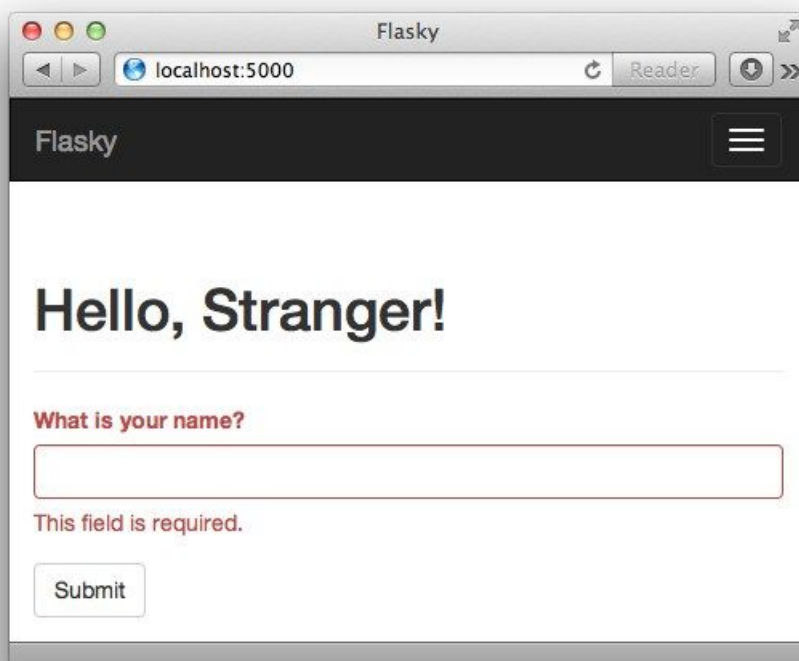 Flasky
localhost:5000
Reader
Flasky
Hello, Stranger!
What is your name?
This field is required.
Submit